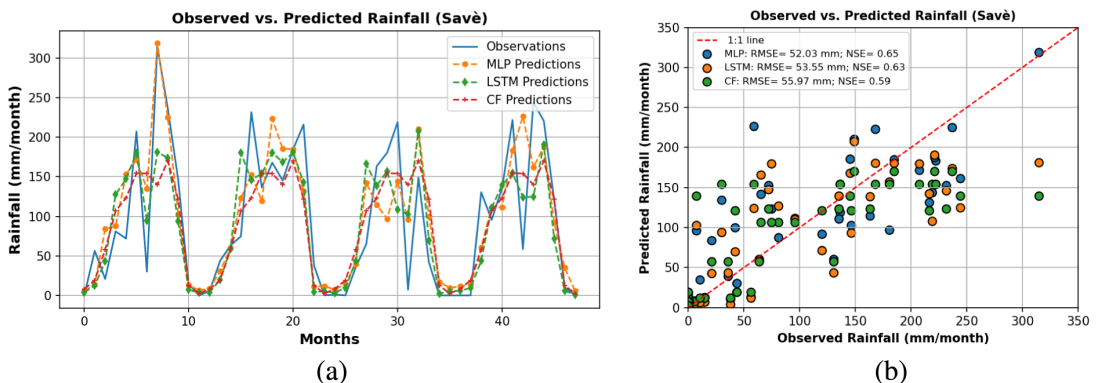 Observed vs. Predicted Rainfall (Savè)
Rainfall (mm/month)
300
250
200
150
100
50
0
Observations
MLP Predictions
LSTM Predictions
CF Predictions
0 10 20 30 40
Months
(a)
Observed vs. Predicted Rainfall (Savè)
Predicted Rainfall (mm/month)
350
300
250
200
150
100
50
0
1:1 line
MLP: RMSE= 52.03 mm; NSE= 0.65
LSTM: RMSE= 53.55 mm; NSE= 0.63
CF: RMSE= 55.97 mm; NSE= 0.59
0 50 100 150 200 250 300 350
Observed Rainfall (mm/month)
(b)